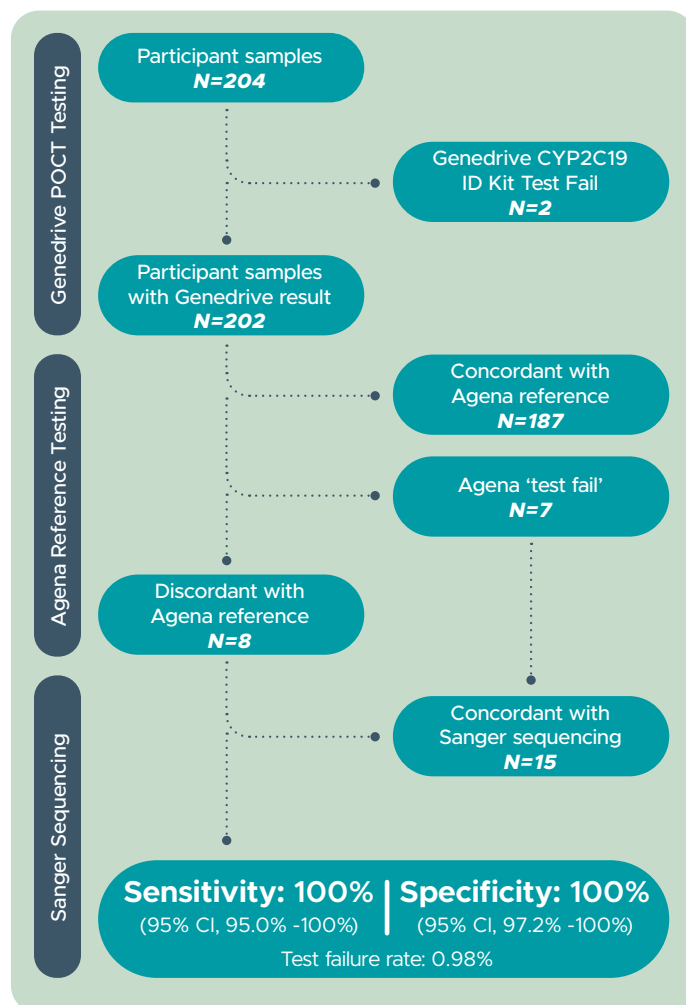 Genedrive POCT Testing
Participant samples
N=204
Genedrive CYP2C19
ID Kit Test Fail
N=2
Participant samples
with Genedrive result
N=202
Agena Reference Testing
Concordant with
Agena reference
N=187
Agena ‘test fail’
N=7
Discordant with
Agena reference
N=8
Sanger Sequencing
Concordant with
Sanger sequencing
N=15
Sensitivity: 100%
(95% CI, 95.0% -100%)
Specificity: 100%
(95% CI, 97.2% -100%)
Test failure rate: 0.98%